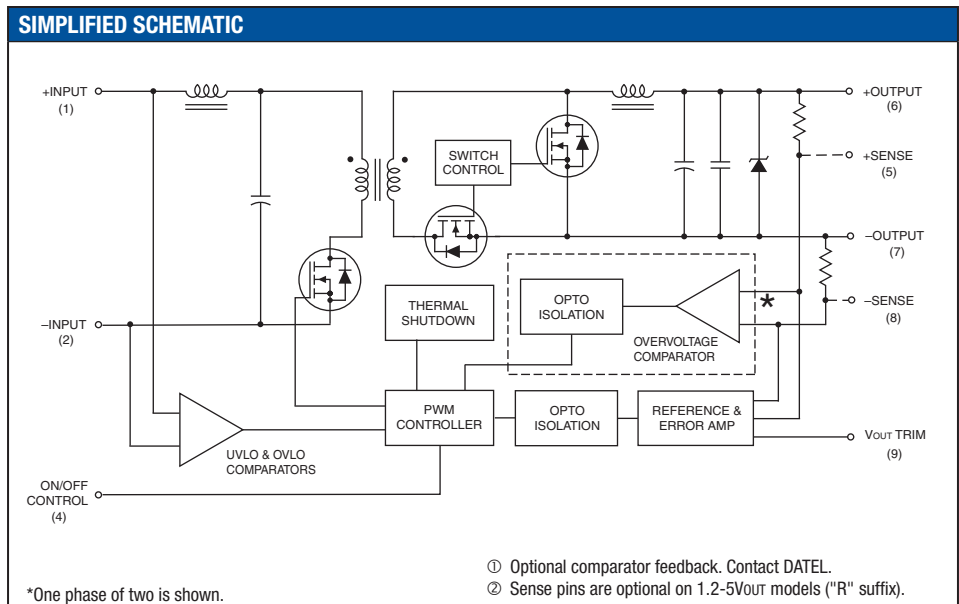 SIMPLIFIED SCHEMATIC
+INPUT
(1)
+OUTPUT
(6)
SWITCH
CONTROL
+SENSE
(5)
–OUTPUT
(7)
THERMAL
SHUTDOWN
OPTO
ISOLATION
*
–SENSE
(8)
–INPUT
(2)
OVERVOLTAGE
COMPARATOR
PWM
CONTROLLER
OPTO
ISOLATION
REFERENCE &
ERROR AMP
VOUT TRIM
(9)
UVLO & OVLO
COMPARATORS
ON/OFF
CONTROL
(4)
① Optional comparator feedback. Contact DATEL.
*One phase of two is shown.
② Sense pins are optional on 1.2-5VOUT models ("R" suffix).